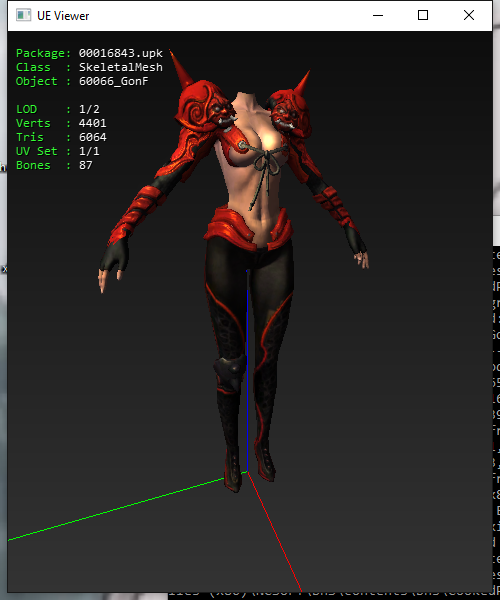 UE Viewer
Package: 00016843.upk
Class : SkeletalMesh
Object : 60066_GonF
LOD : 1/2
Verts : 4401
Tris : 6064
UV Set : 1/1
Bones : 87